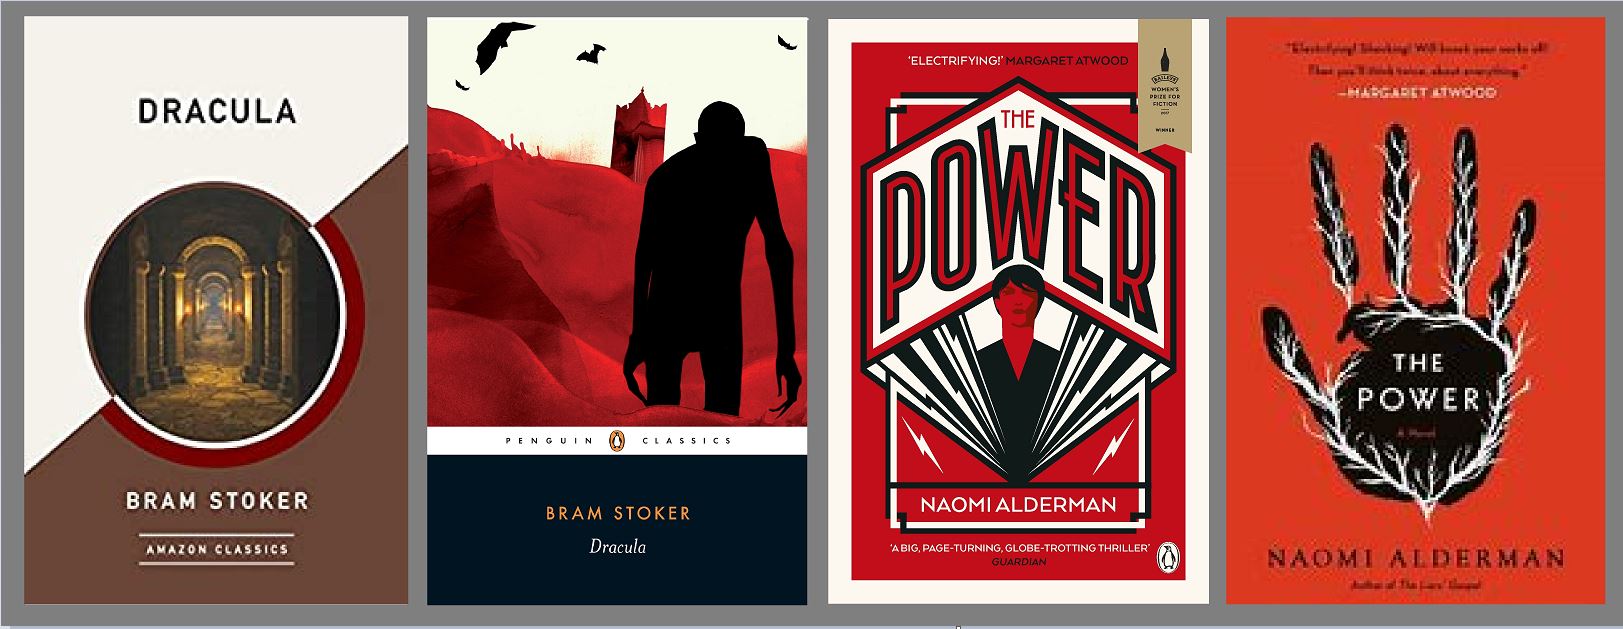 DRACULA
BRAM STOKER
AMAZON CLASSICS
PENGUIN CLASSICS
BRAM STOKER
Dracula
'ELECTRIFYING!' MARGARET ATWOOD
BAILEYS
WOMEN'S
PRIZE FOR
FICTION
2017
WINNER
THE
POWER
NAOMI ALDERMAN
'A BIG, PAGE-TURNING, GLOBE-TROTTING THRILLER'
GUARDIAN
"Electrifying! Shocking! Will knock your socks off!
Then you'll think twice, about everything."
—MARGARET ATWOOD
THE
POWER
A Novel
NAOMI ALDERMAN
Author of The Liars' Gospel